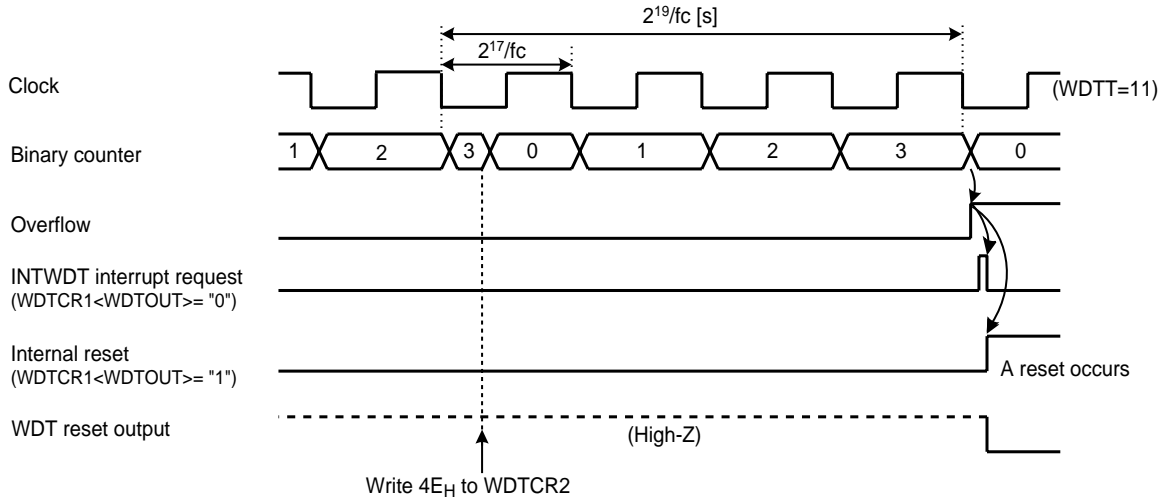 2¹⁹/fc [s]
2¹⁷/fc
Clock
(WDTT=11)
Binary counter
1 2 3 0 1 2 3 0
Overflow
INTWDT interrupt request
(WDTCR1<WDTOUT>= "0")
Internal reset
(WDTCR1<WDTOUT>= "1")
A reset occurs
WDT reset output
(High-Z)
Write 4E_H to WDTCR2